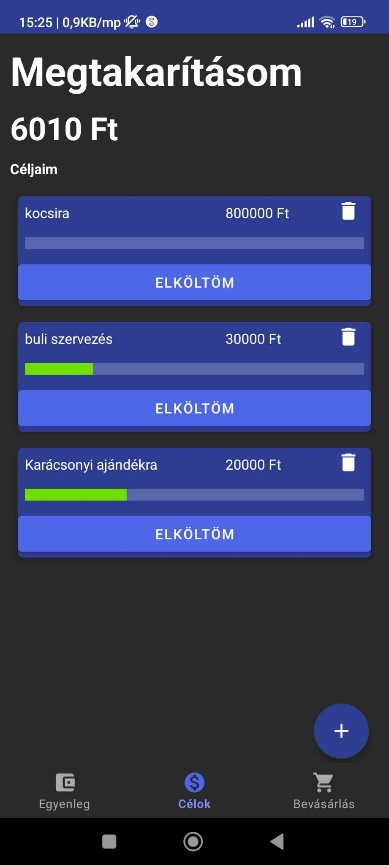 15:25 | 0,9KB/mp
19
Megtakarításom
6010 Ft
Céljaim
kocsira 800000 Ft
ELKÖLTÖM
buli szervezés 30000 Ft
ELKÖLTÖM
Karácsonyi ajándékra 20000 Ft
ELKÖLTÖM
+
Egyenleg Célok Bevásárlás